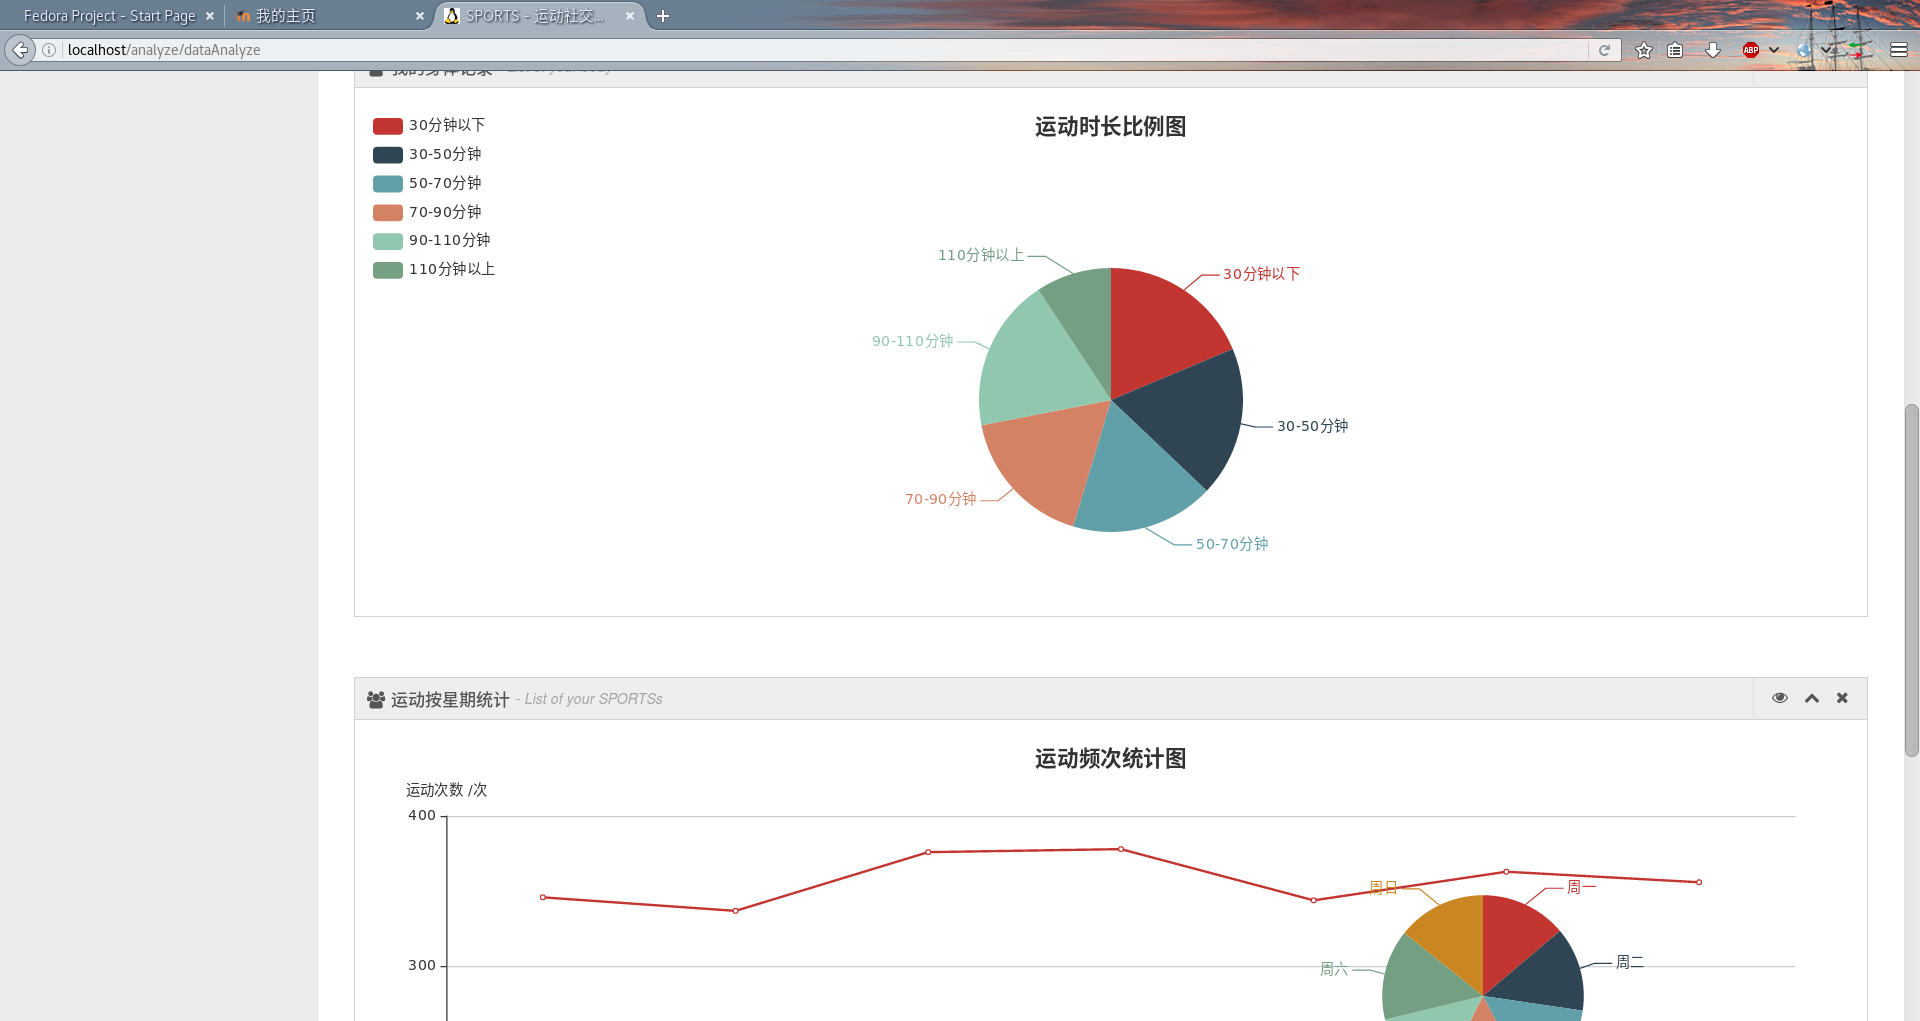 Fedora Project - Start Page
我的主页
SPORTS - 运动社交...
localhost/analyze/dataAnalyze
ABP
运动时长比例图
30分钟以下
30-50分钟
50-70分钟
70-90分钟
90-110分钟
110分钟以上
110分钟以上
30分钟以下
90-110分钟
30-50分钟
70-90分钟
50-70分钟
运动按星期统计 - List of your SPORTSs
运动频次统计图
运动次数 /次
400
周日
周一
300
周六
周二